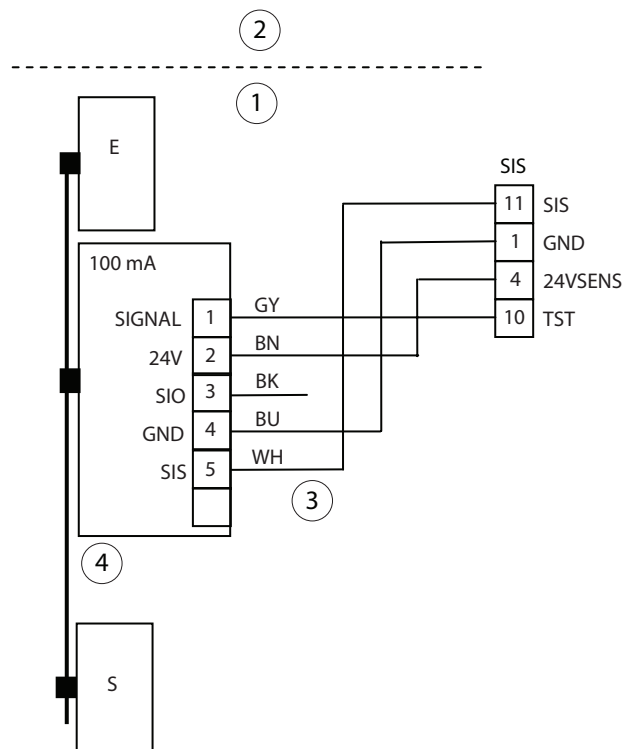 2
1
E
SIS
11 SIS
1 GND
4 24VSENS
10 TST
100 mA
SIGNAL 1 GY
24V 2 BN
SIO 3 BK
GND 4 BU
SIS 5 WH
3
4
S